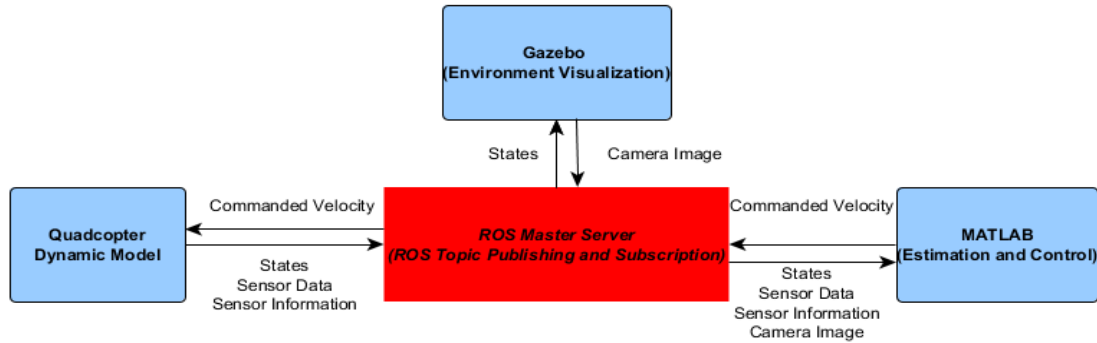 Gazebo
(Environment Visualization)
States
Camera Image
Commanded Velocity
Commanded Velocity
Quadcopter
Dynamic Model
ROS Master Server
(ROS Topic Publishing and Subscription)
MATLAB
(Estimation and Control)
States
Sensor Data
Sensor Information
States
Sensor Data
Sensor Information
Camera Image